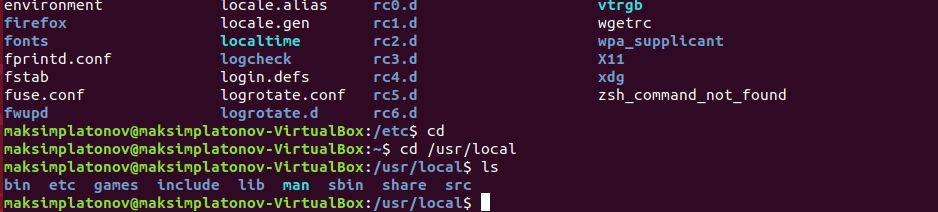 environment locale.alias rc0.d vtrgb
firefox locale.gen rc1.d wgetrc
fonts localtime rc2.d wpa_supplicant
fprintd.conf logcheck rc3.d X11
fstab login.defs rc4.d xdg
fuse.conf logrotate.conf rc5.d zsh_command_not_found
fwupd logrotate.d rc6.d
maksimplatonov@maksimplatonov-VirtualBox:/etc$ cd
maksimplatonov@maksimplatonov-VirtualBox:~$ cd /usr/local
maksimplatonov@maksimplatonov-VirtualBox:/usr/local$ ls
bin etc games include lib man sbin share src
maksimplatonov@maksimplatonov-VirtualBox:/usr/local$